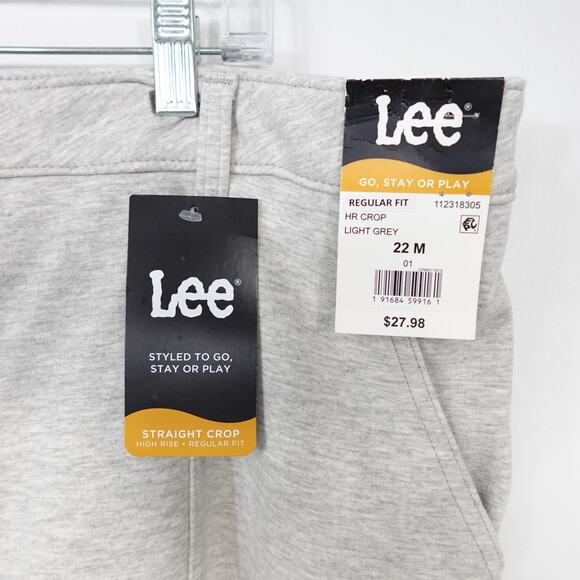 Lee®
STYLED TO GO,
STAY OR PLAY
STRAIGHT CROP
HIGH RISE • REGULAR FIT
Lee®
GO, STAY OR PLAY
REGULAR FIT 112318305
HR CROP
LIGHT GREY
22 M
01
1 91684 59916 1
$27.98